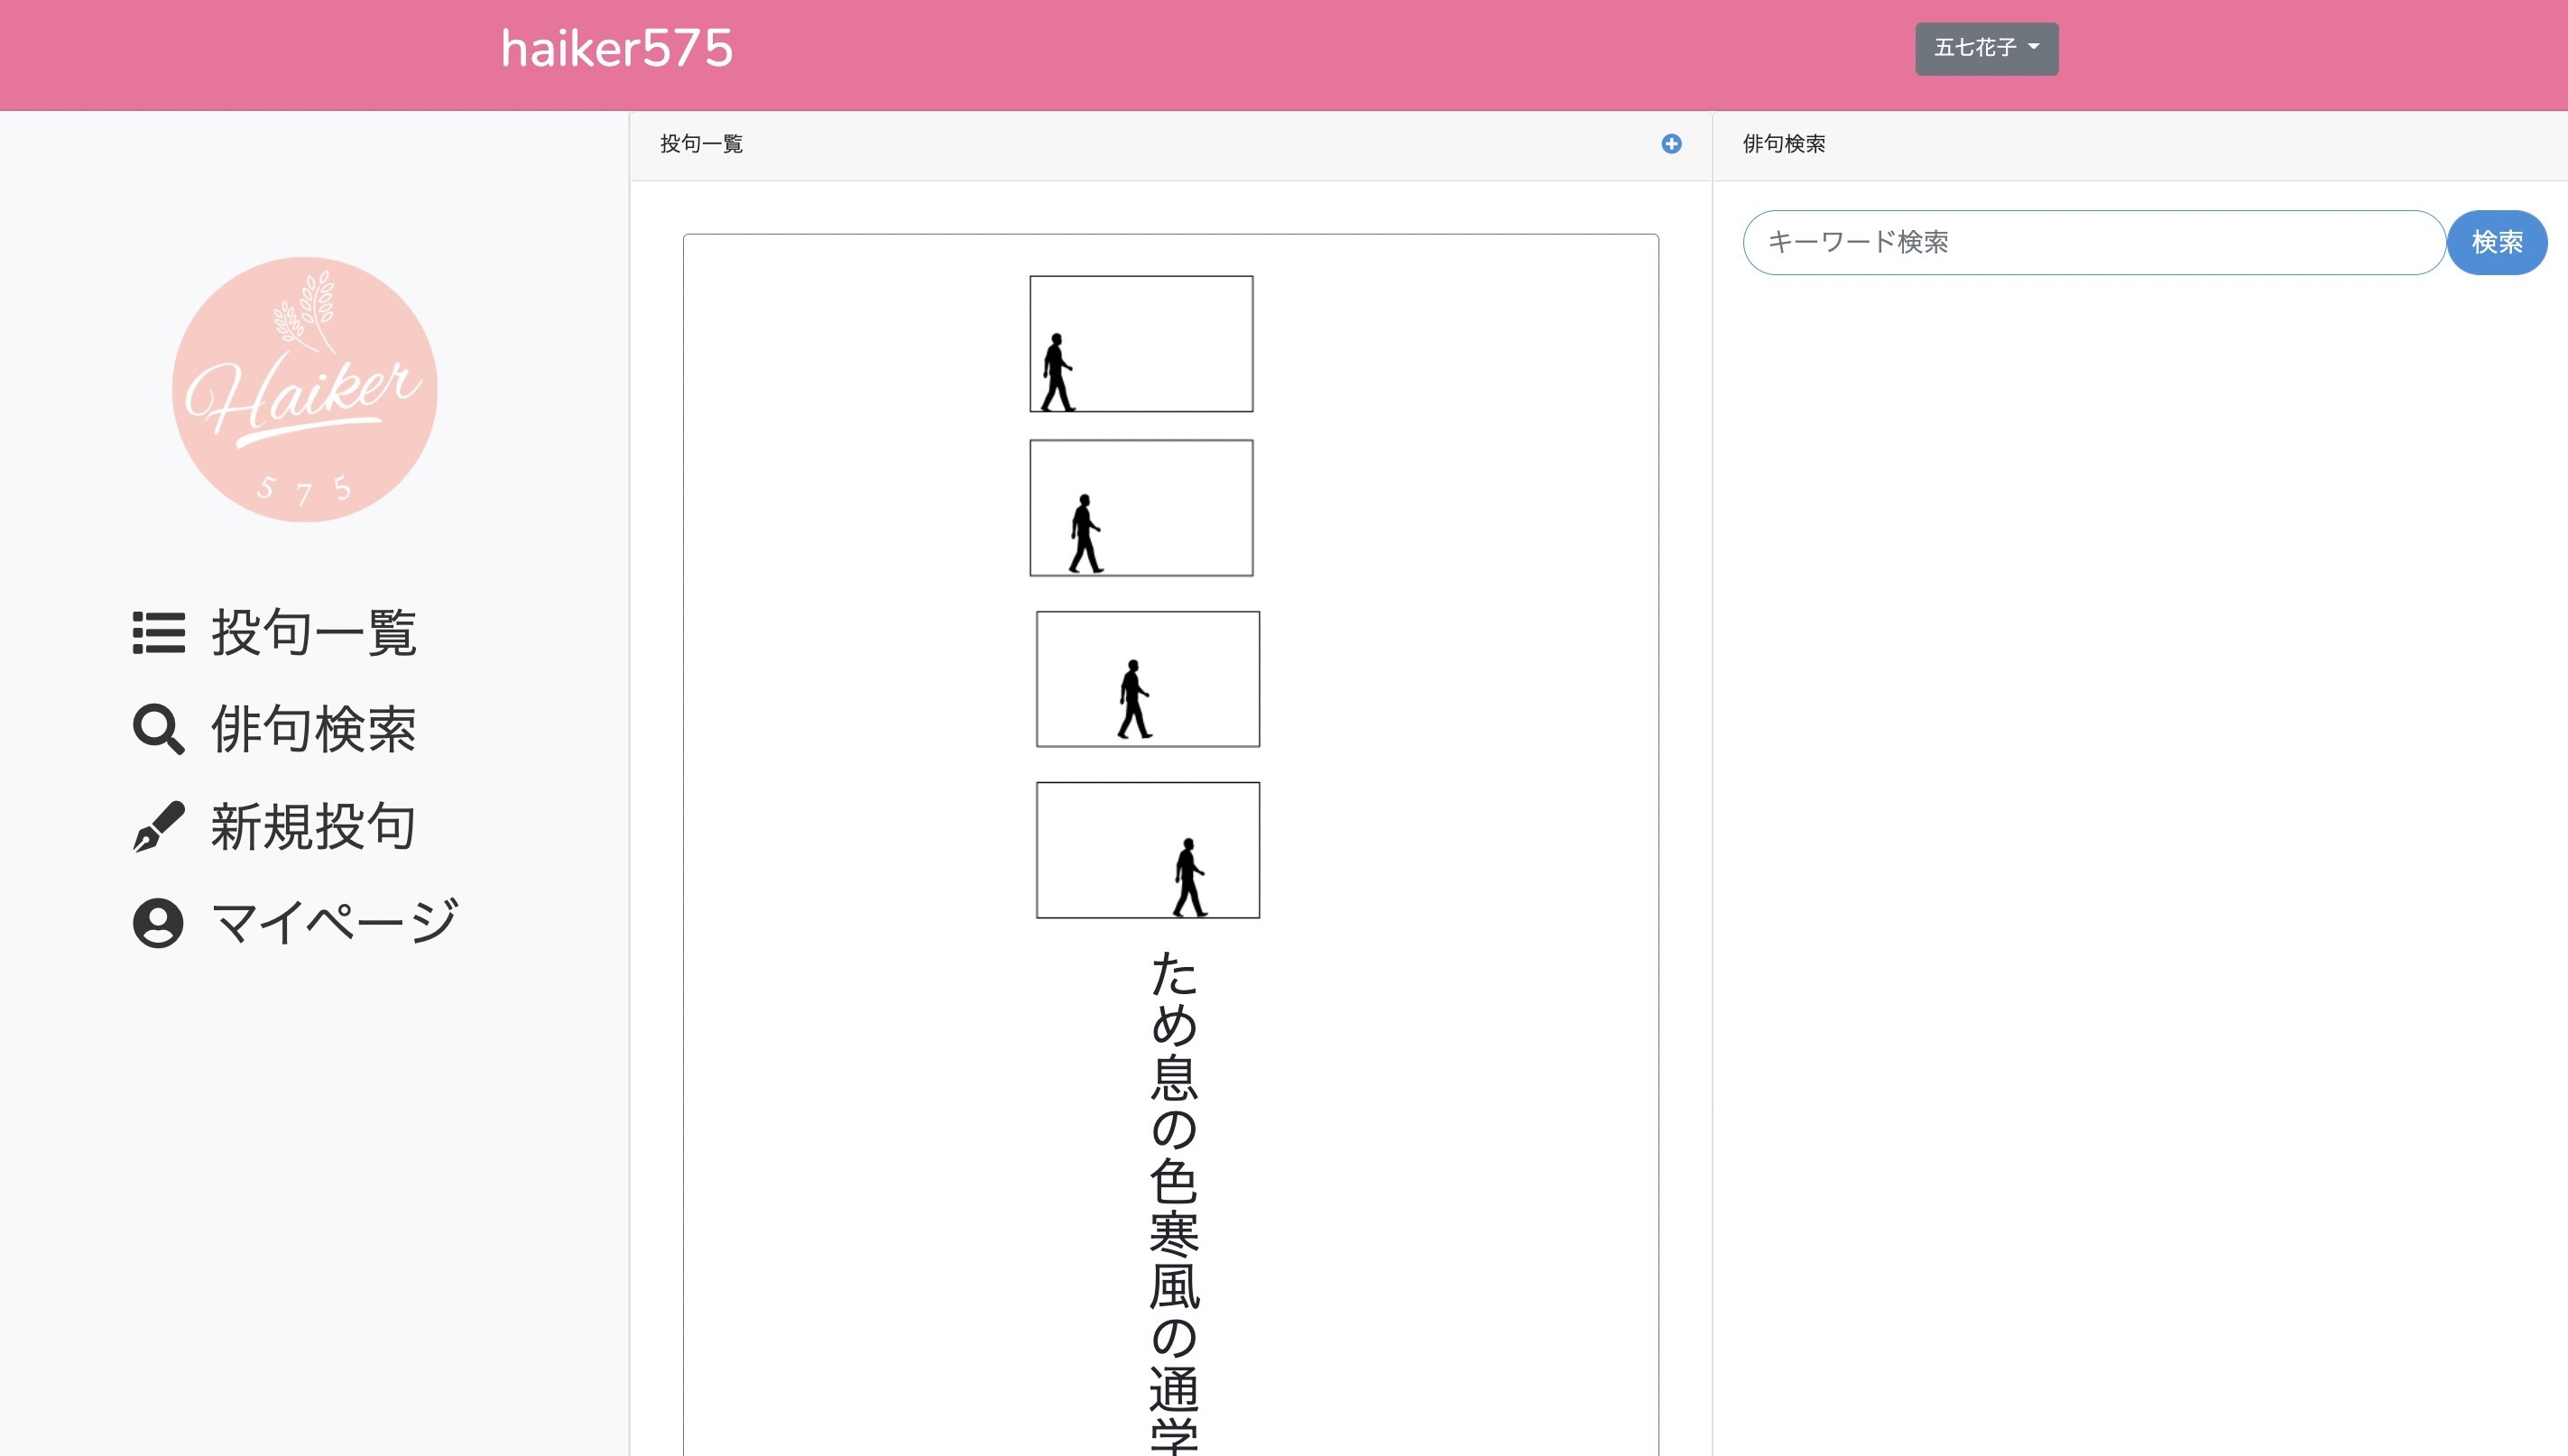 haiker575
五七花子
Haiker
5 7 5
投句一覧
俳句検索
新規投句
マイページ
投句一覧
ため息の色寒風の通学
俳句検索
キーワード検索
検索